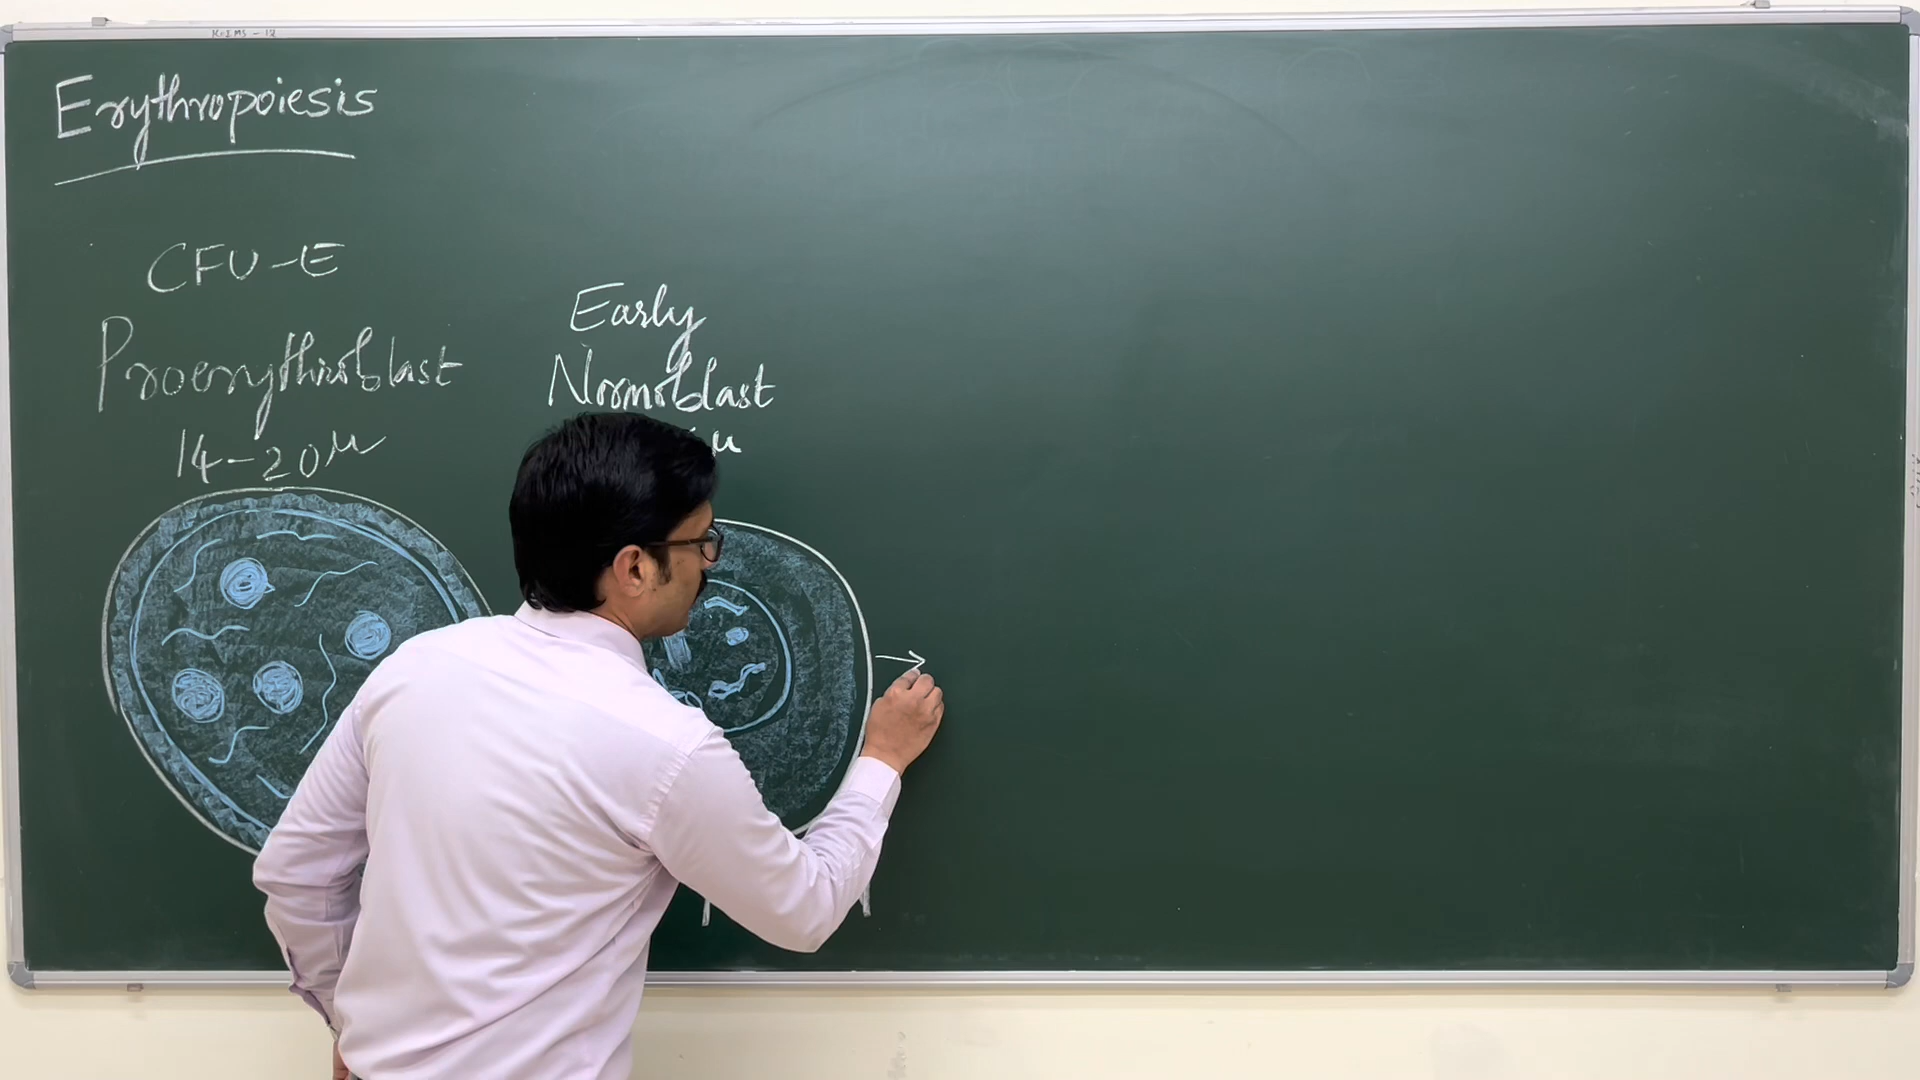 Erythropoiesis
CFU-E
Proerythroblast
14-20μ
Early
Normoblast
μ